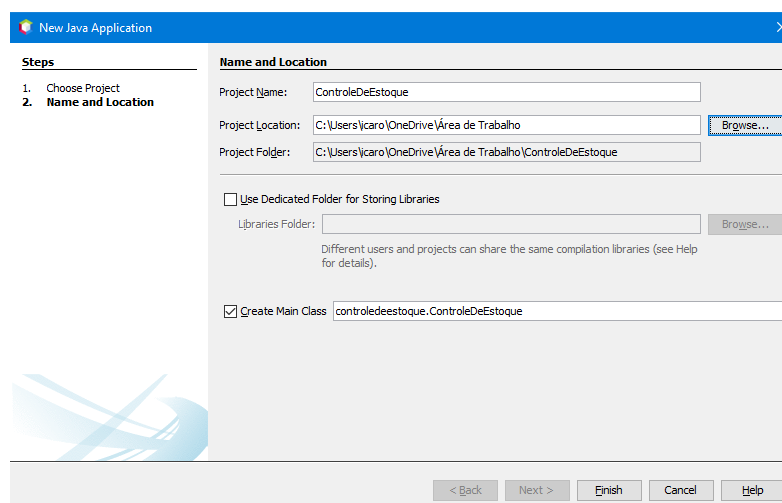 New Java Application
Steps
1. Choose Project
2. Name and Location
Name and Location
Project Name: ControleDeEstoque
Project Location: C:\Users\icaro\OneDrive\Área de Trabalho Browse...
Project Folder: C:\Users\icaro\OneDrive\Área de Trabalho\ControleDeEstoque
Use Dedicated Folder for Storing Libraries
Libraries Folder: Browse...
Different users and projects can share the same compilation libraries (see Help
for details).
Create Main Class controledeestoque.ControleDeEstoque
< Back Next > Finish Cancel Help